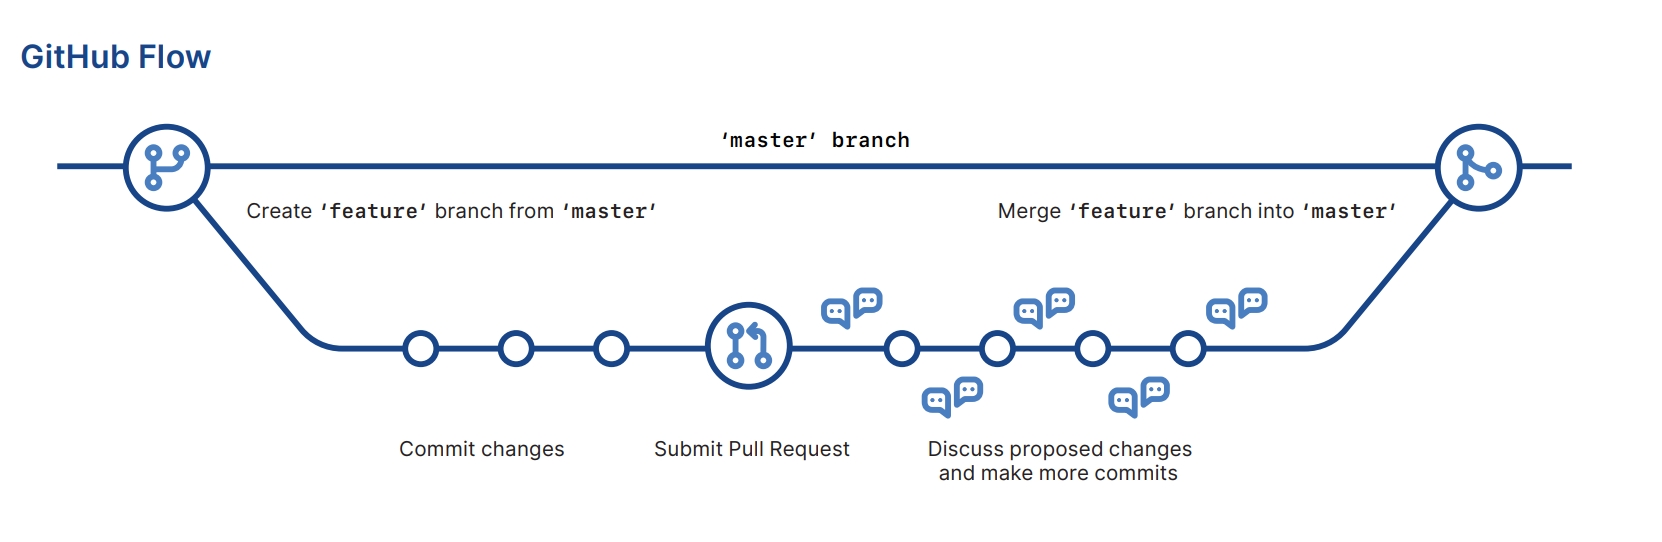 GitHub Flow
‘master’ branch
Create ‘feature’ branch from ‘master’
Merge ‘feature’ branch into ‘master’
Commit changes
Submit Pull Request
Discuss proposed changes
and make more commits